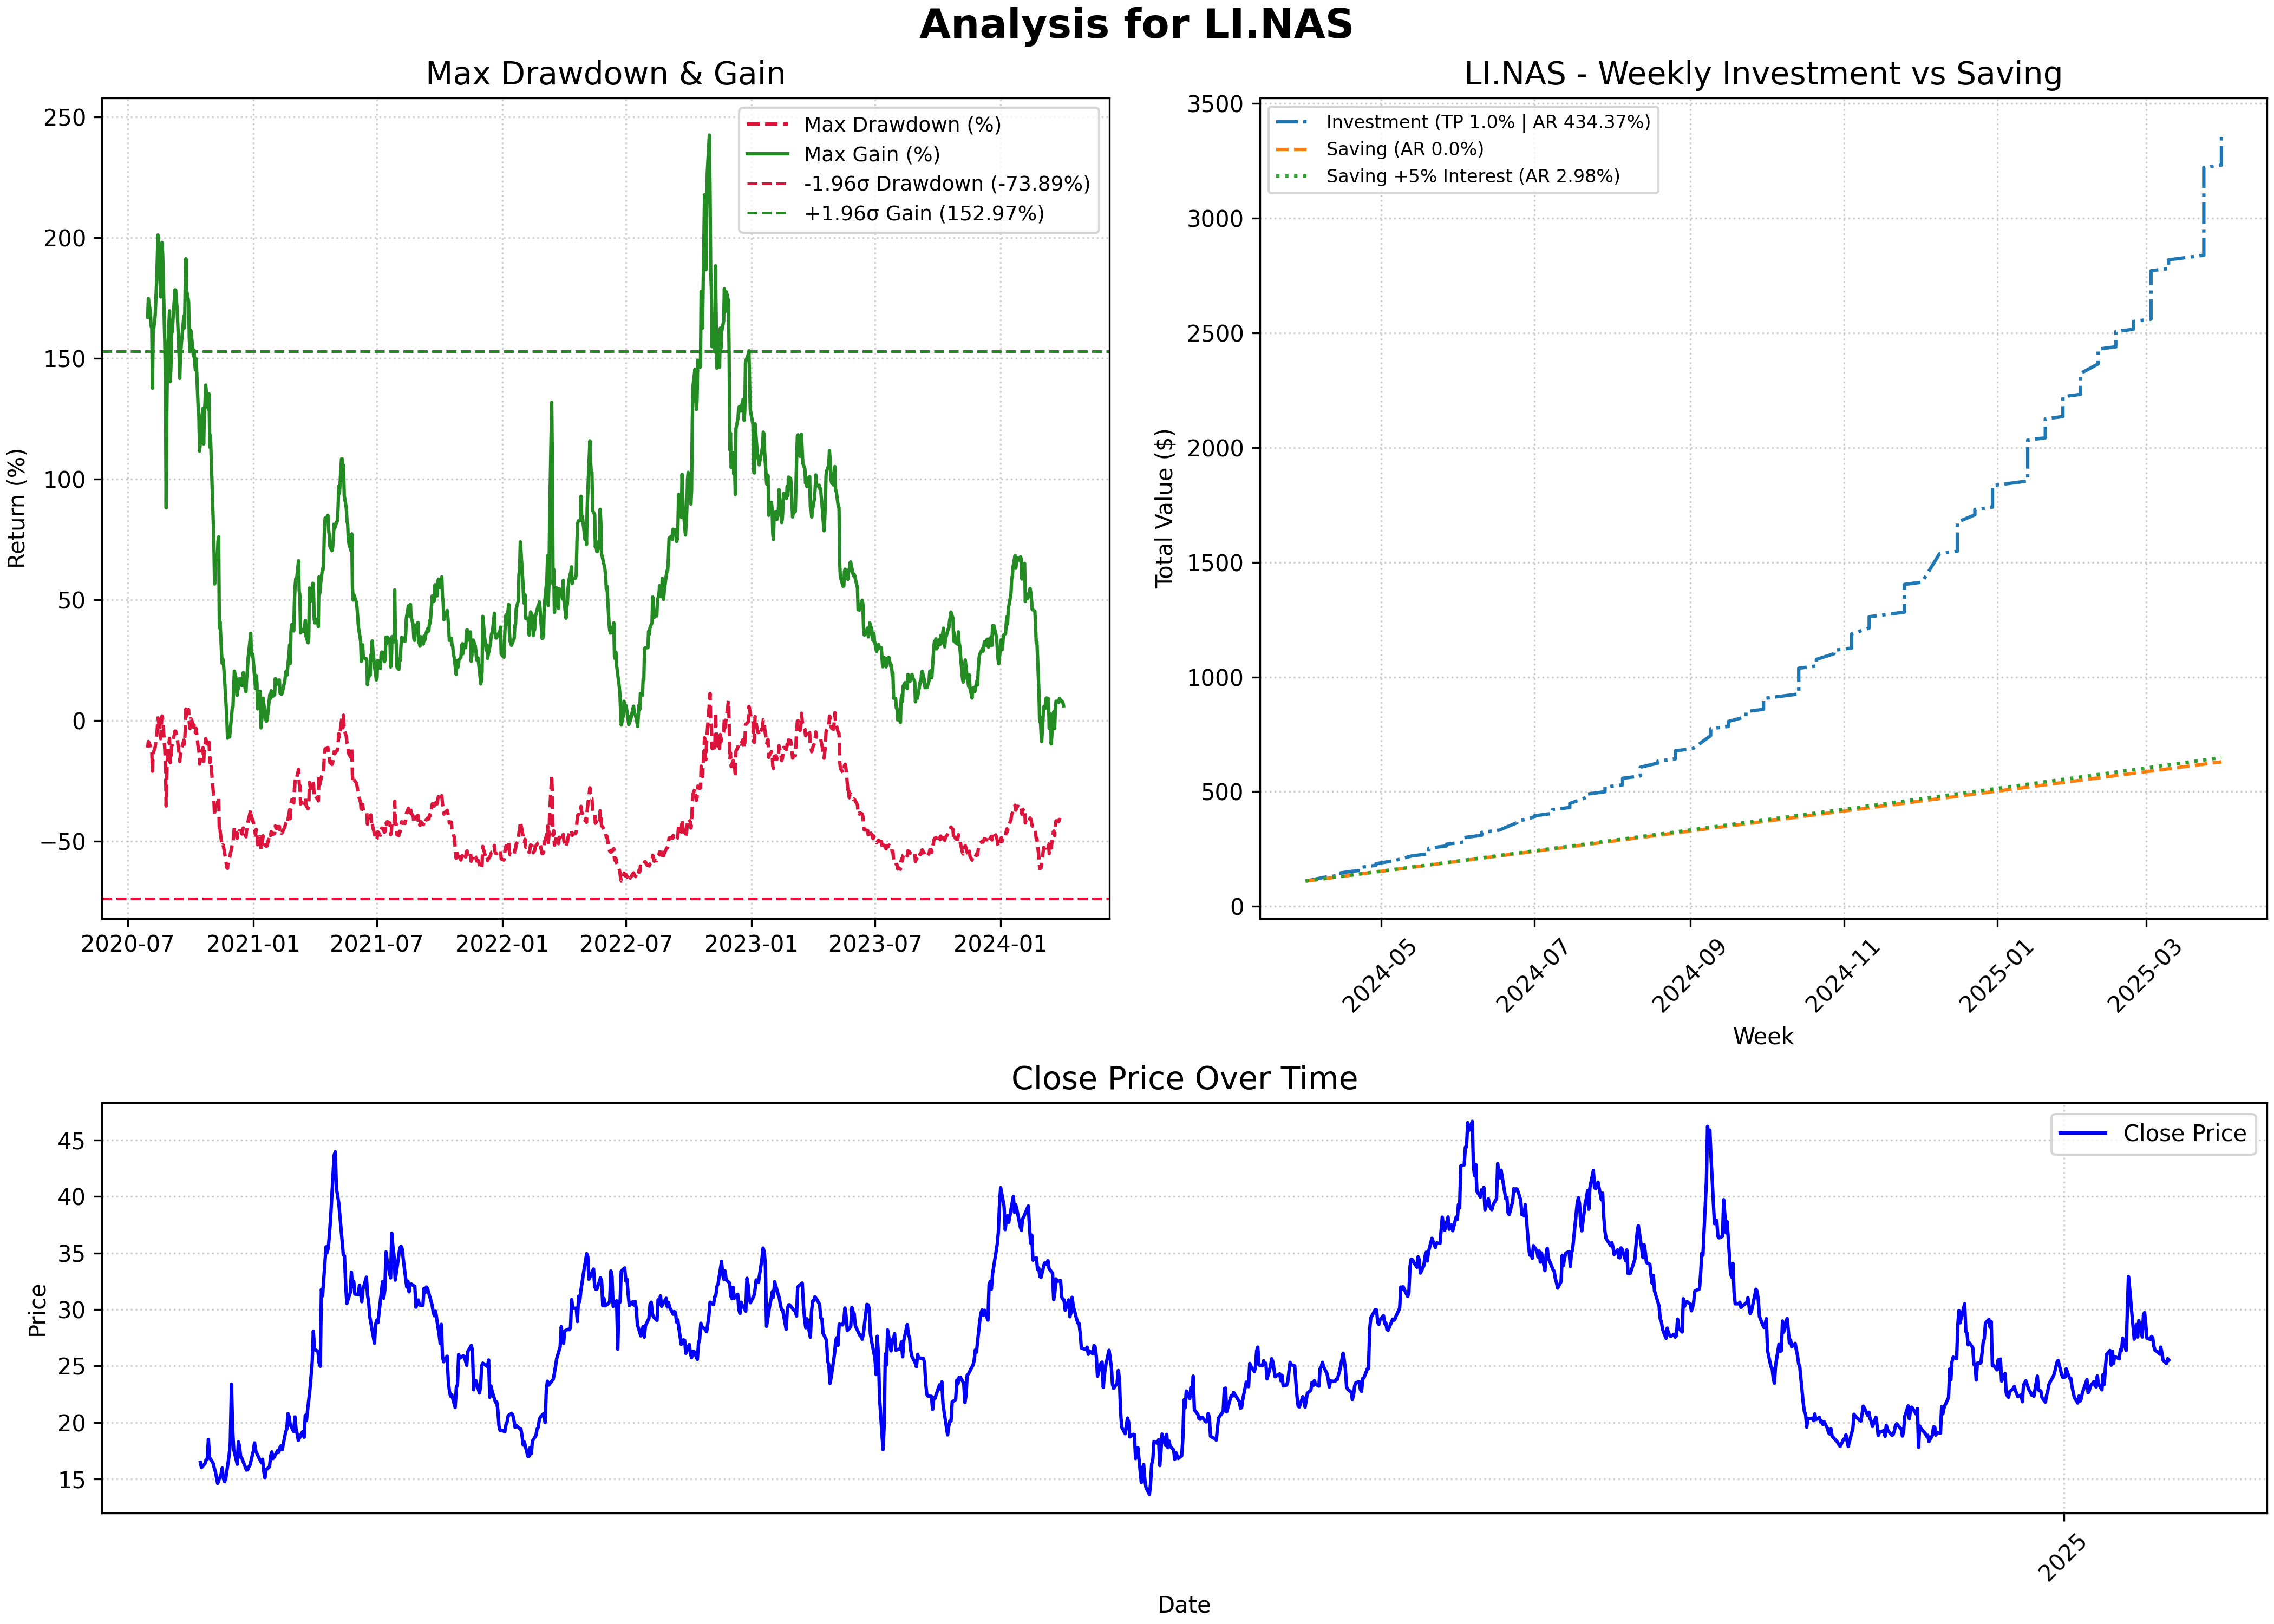 Analysis for LI.NAS
Max Drawdown & Gain
Return (%)
250
200
150
100
50
0
−50
2020-07
2021-01
2021-07
2022-01
2022-07
2023-01
2023-07
2024-01
Max Drawdown (%)
Max Gain (%)
-1.96σ Drawdown (-73.89%)
+1.96σ Gain (152.97%)
LI.NAS - Weekly Investment vs Saving
Total Value ($)
3500
3000
2500
2000
1500
1000
500
0
Investment (TP 1.0% | AR 434.37%)
Saving (AR 0.0%)
Saving +5% Interest (AR 2.98%)
2024-05
2024-07
2024-09
2024-11
2025-01
2025-03
Week
Close Price Over Time
Price
45
40
35
30
25
20
15
Close Price
2025
Date